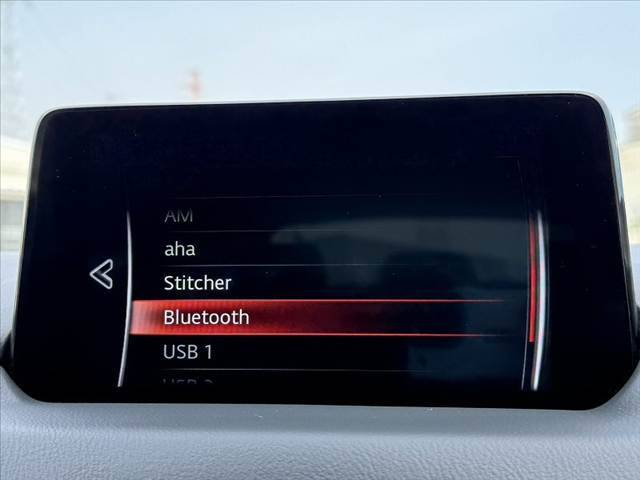 AM
aha
Stitcher
Bluetooth
USB 1